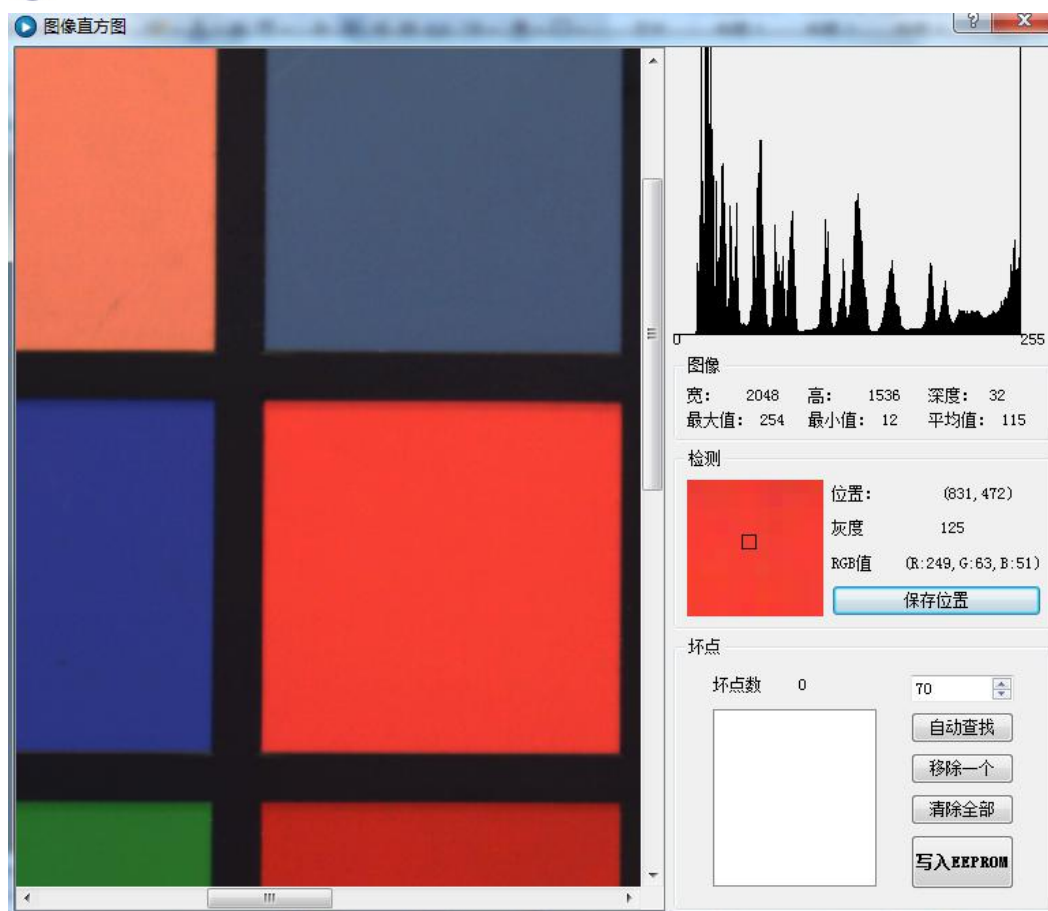 图像直方图
0 255
图像
宽: 2048 高: 1536 深度: 32
最大值: 254 最小值: 12 平均值: 115
检测
位置: (831,472)
灰度 125
RGB值 (R:249,G:63,B:51)
保存位置
坏点
坏点数 0 70
自动查找
移除一个
清除全部
写入EEPROM